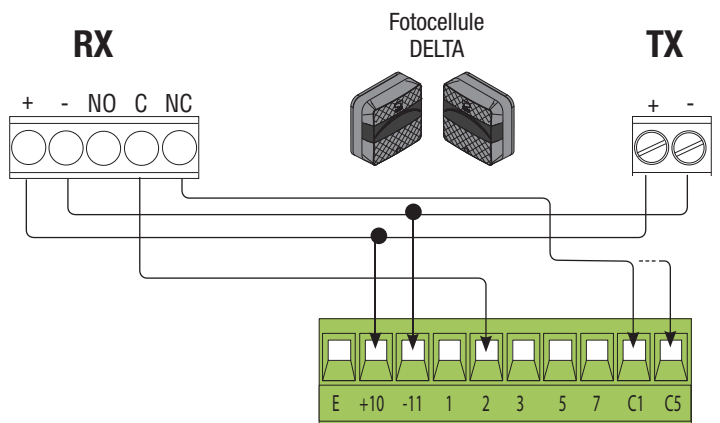 RX
Fotocellule
DELTA
TX
+ - NO C NC
+ -
E +10 -11 1 2 3 5 7 C1 C5